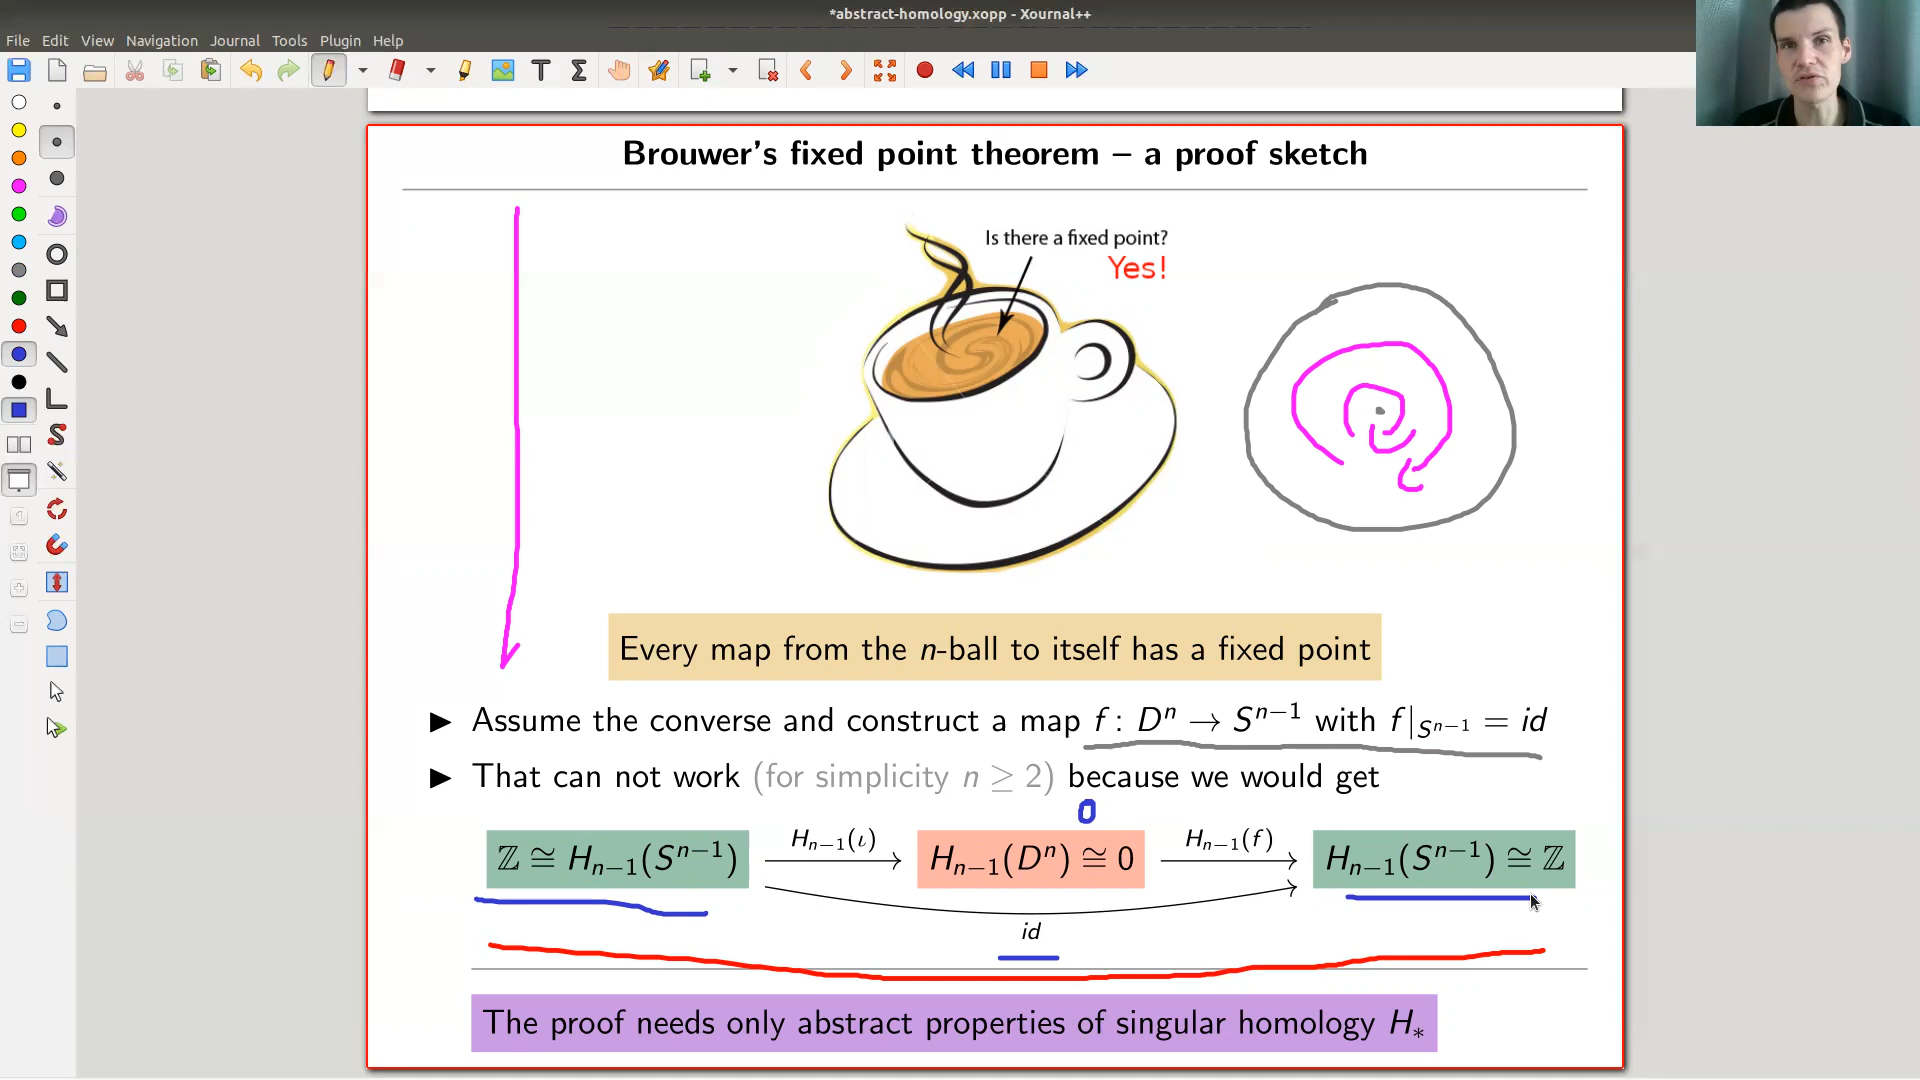 *abstract-homology.xopp - Xournal++
File Edit View Navigation Journal Tools Plugin Help
Brouwer's fixed point theorem – a proof sketch
Is there a fixed point?
Yes!
Every map from the n-ball to itself has a fixed point
▶ Assume the converse and construct a map f : Dⁿ → Sⁿ⁻¹ with f|_{Sⁿ⁻¹} = id
▶ That can not work (for simplicity n ≥ 2) because we would get
0
ℤ ≅ Hₙ₋₁(Sⁿ⁻¹) Hₙ₋₁(ι) Hₙ₋₁(Dⁿ) ≅ 0 Hₙ₋₁(f) Hₙ₋₁(Sⁿ⁻¹) ≅ ℤ
id
The proof needs only abstract properties of singular homology H_*